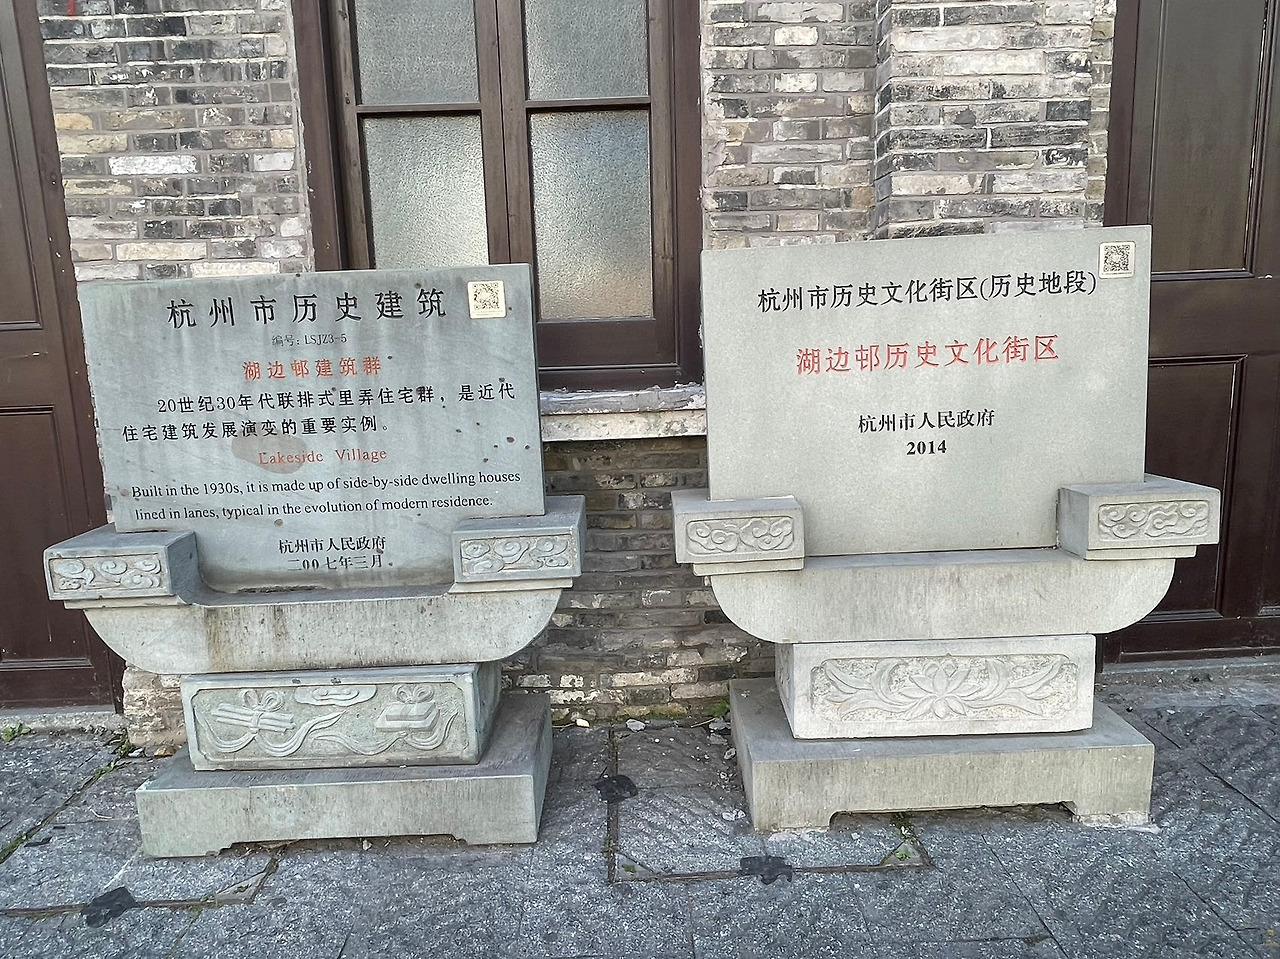 杭州市历史建筑
编号：LSJZ3-5
湖边邨建筑群
20世纪30年代联排式里弄住宅群，是近代
住宅建筑发展演变的重要实例。
Lakeside Village
Built in the 1930s, it is made up of side-by-side dwelling houses
lined in lanes, typical in the evolution of modern residence.
杭州市人民政府
二00七年三月
杭州市历史文化街区(历史地段)
湖边邨历史文化街区
杭州市人民政府
2014